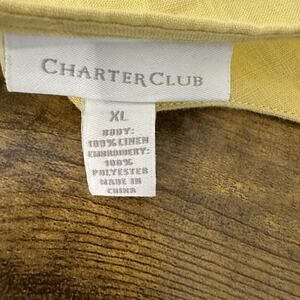 CHARTER CLUB
XL
BODY:
100% LINEN
EMBROIDERY:
100%
POLYESTER
MADE IN
CHINA